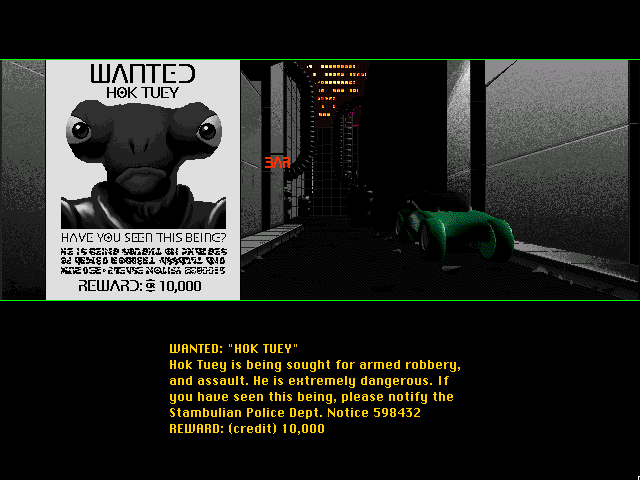 WANTED
HOK TUEY
HAVE YOU SEEN THIS BEING?
REWARD: 10,000
BAR
WANTED: "HOK TUEY"
Hok Tuey is being sought for armed robbery,
and assault. He is extremely dangerous. If
you have seen this being, please notify the
Stambulian Police Dept. Notice 598432
REWARD: (credit) 10,000